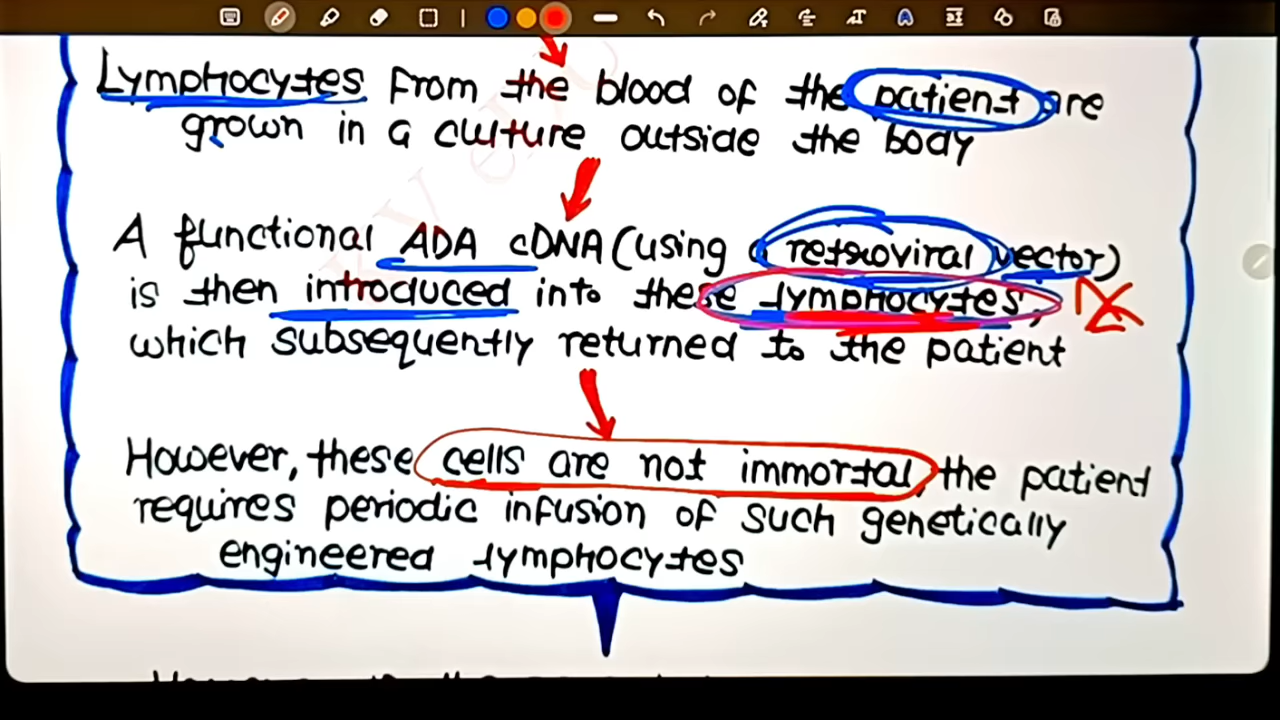 Lymphocytes from the blood of the patient are
grown in a culture outside the body
A functional ADA cDNA (using a retroviral vector)
is then introduced into these lymphocytes,
which subsequently returned to the patient
However, these cells are not immortal, the patient
requires periodic infusion of such genetically
engineered lymphocytes